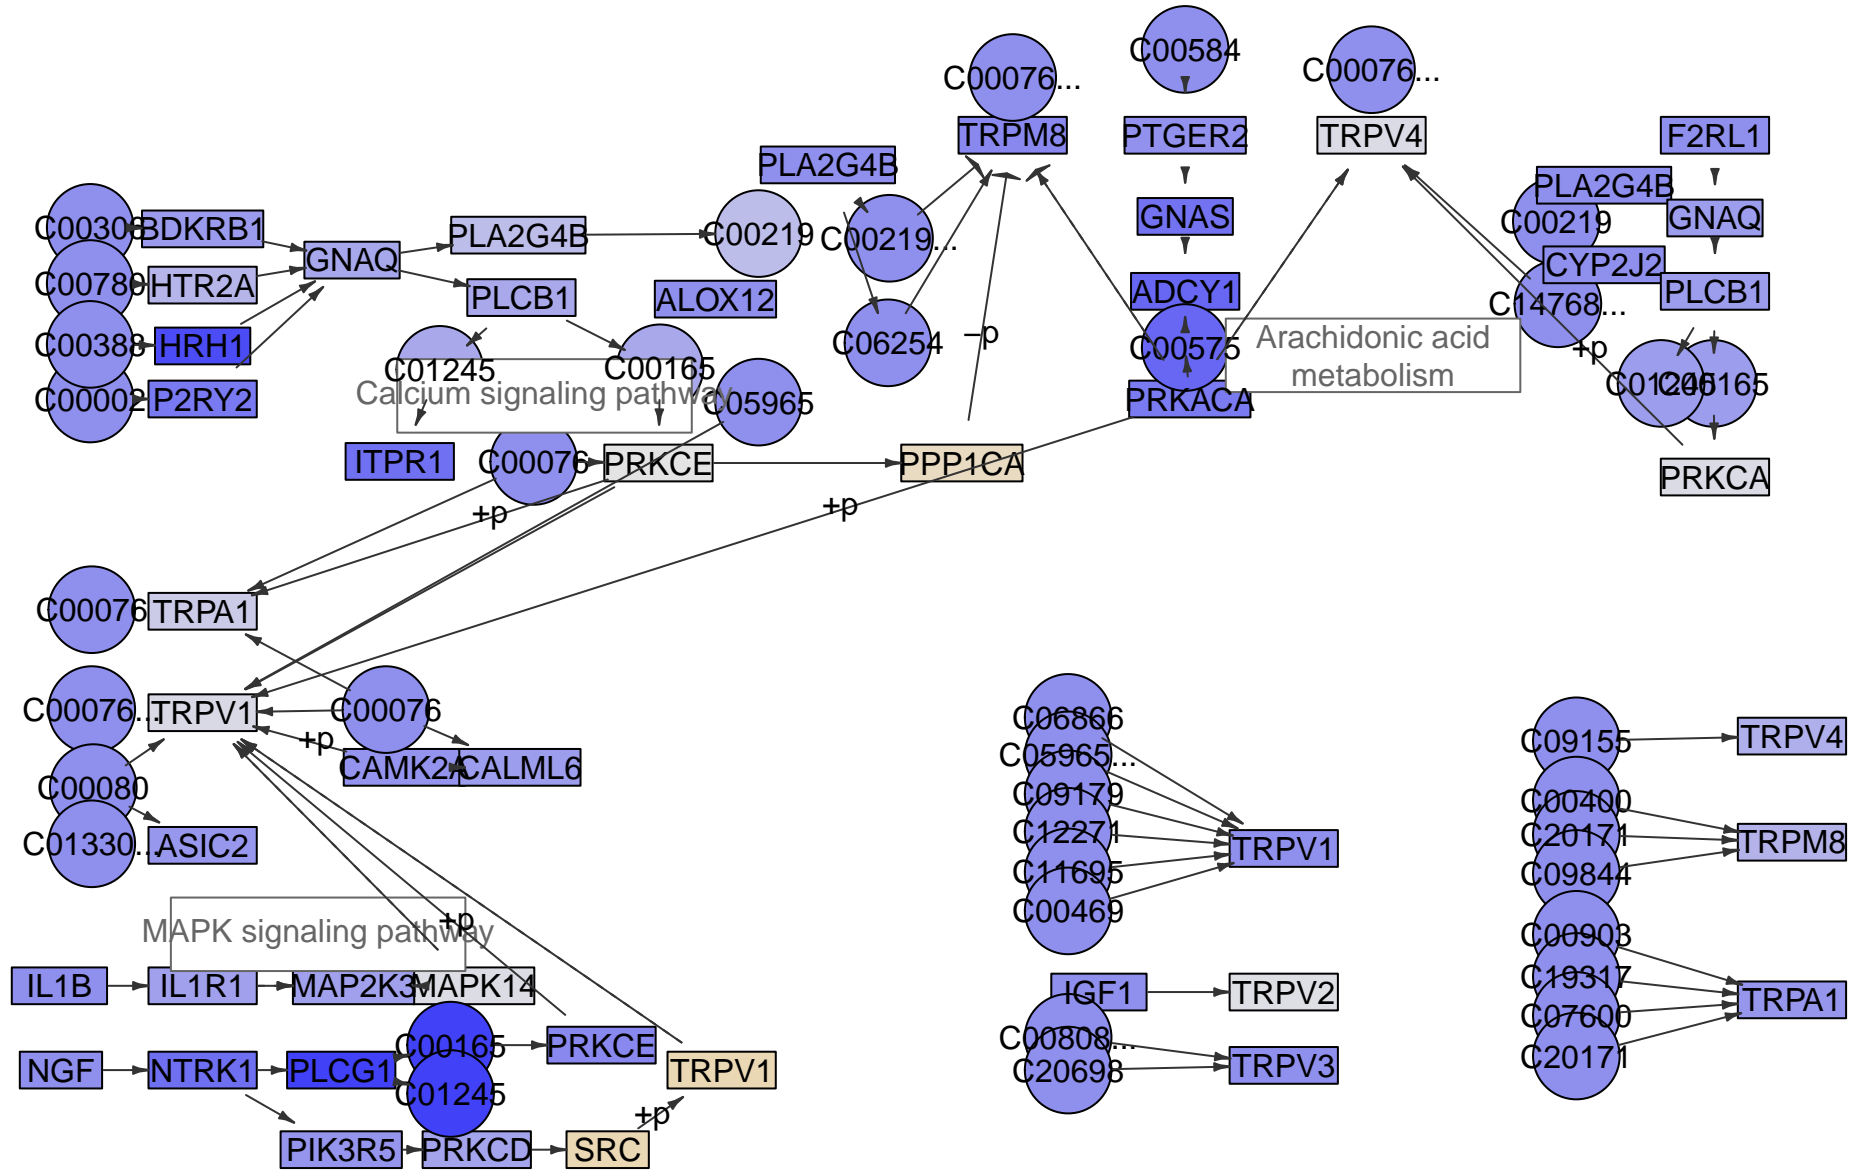 C00584
C00076...
C00076...
TRPM8
PTGER2
TRPV4
F2RL1
PLA2G4B
PLA2G4B
C00308
BDKRB1
PLA2G4B
C00219
C00219...
GNAS
C00219
GNAQ
GNAQ
C00780
HTR2A
PLCB1
ALOX12
ADCY1
CYP2J2
PLCB1
C14768...
C00388
HRH1
C06254
–p
C00575
Arachidonic acid
metabolism
+p
C01245
C00165
Calcium signaling pathway
C00002
P2RY2
C05965
PRKACA
C01245
C00165
ITPR1
C00076
PRKCE
PPP1CA
PRKCA
+p
+p
C00076
TRPA1
C00076...
TRPV1
C00076
+p
CAMK2A
CALML6
C00080
C01330...
ASIC2
C06866
C05965...
C09179
C12271
C11695
C00469
TRPV1
C09155
TRPV4
C00400
C20171
C09844
TRPM8
MAPK signaling pathway
+p
IL1B
IL1R1
MAP2K3
MAPK14
IGF1
TRPV2
C00903
C19317
C07600
C20171
TRPA1
C00165
PRKCE
C00808...
C20698
TRPV3
NGF
NTRK1
PLCG1
C01245
TRPV1
+p
PIK3R5
PRKCD
SRC